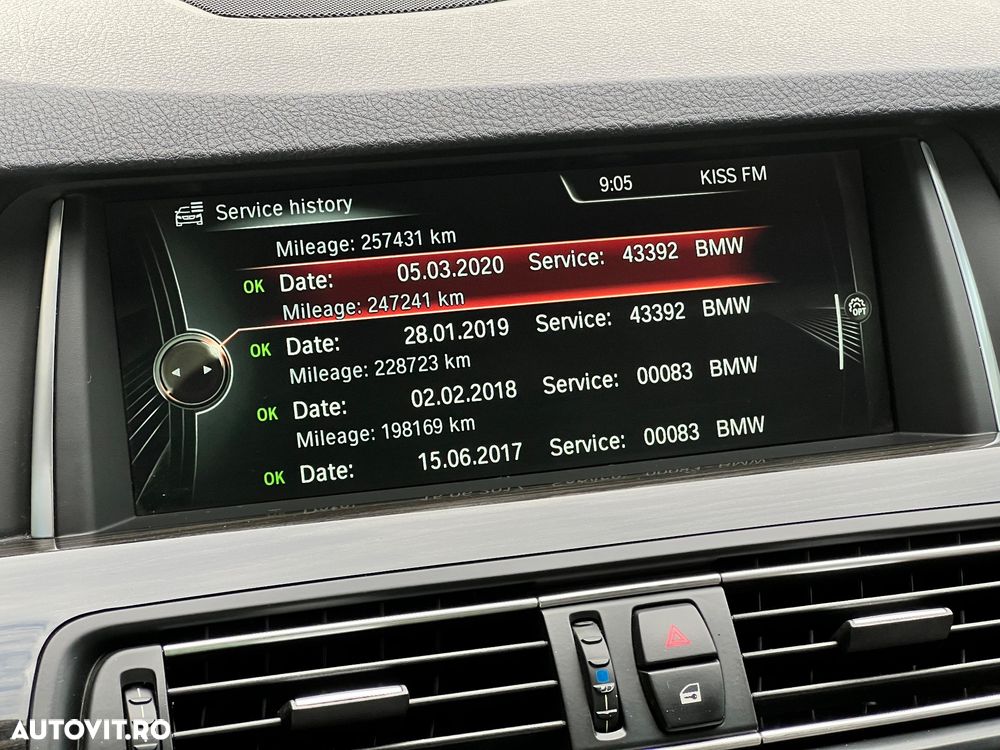 9:05 KISS FM
Service history
Mileage: 257431 km
OK Date: 05.03.2020 Service: 43392 BMW
Mileage: 247241 km
OK Date: 28.01.2019 Service: 43392 BMW
Mileage: 228723 km
OK Date: 02.02.2018 Service: 00083 BMW
Mileage: 198169 km
OK Date: 15.06.2017 Service: 00083 BMW
OPT
AUTOVIT.RO